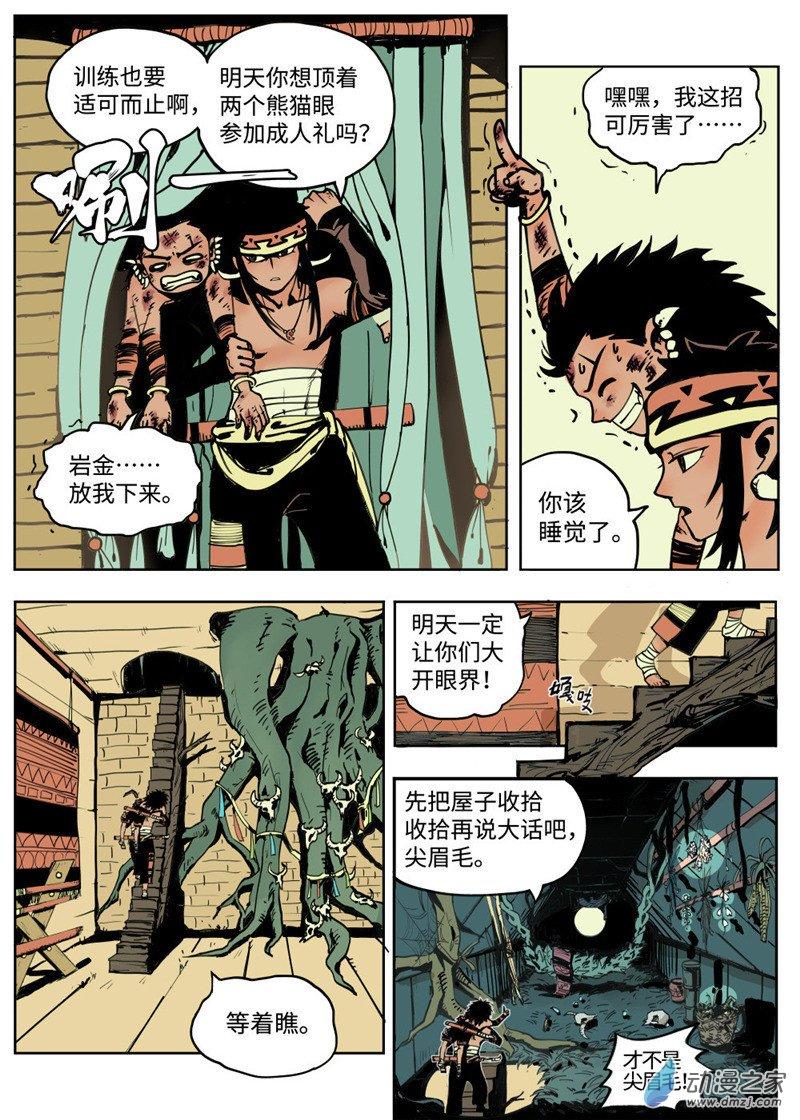 训练也要
适可而止啊，
明天你想顶着
两个熊猫眼
参加成人礼吗？
唰——
岩金……
放我下来。
嘿嘿，我这招
可厉害了……
你该
睡觉了。
等着瞧。
明天一定
让你们大
开眼界！
嘎吱
先把屋子收拾
收拾再说大话吧，
尖眉毛。
才不是
尖眉毛！
动漫之家
www.dmzj.com